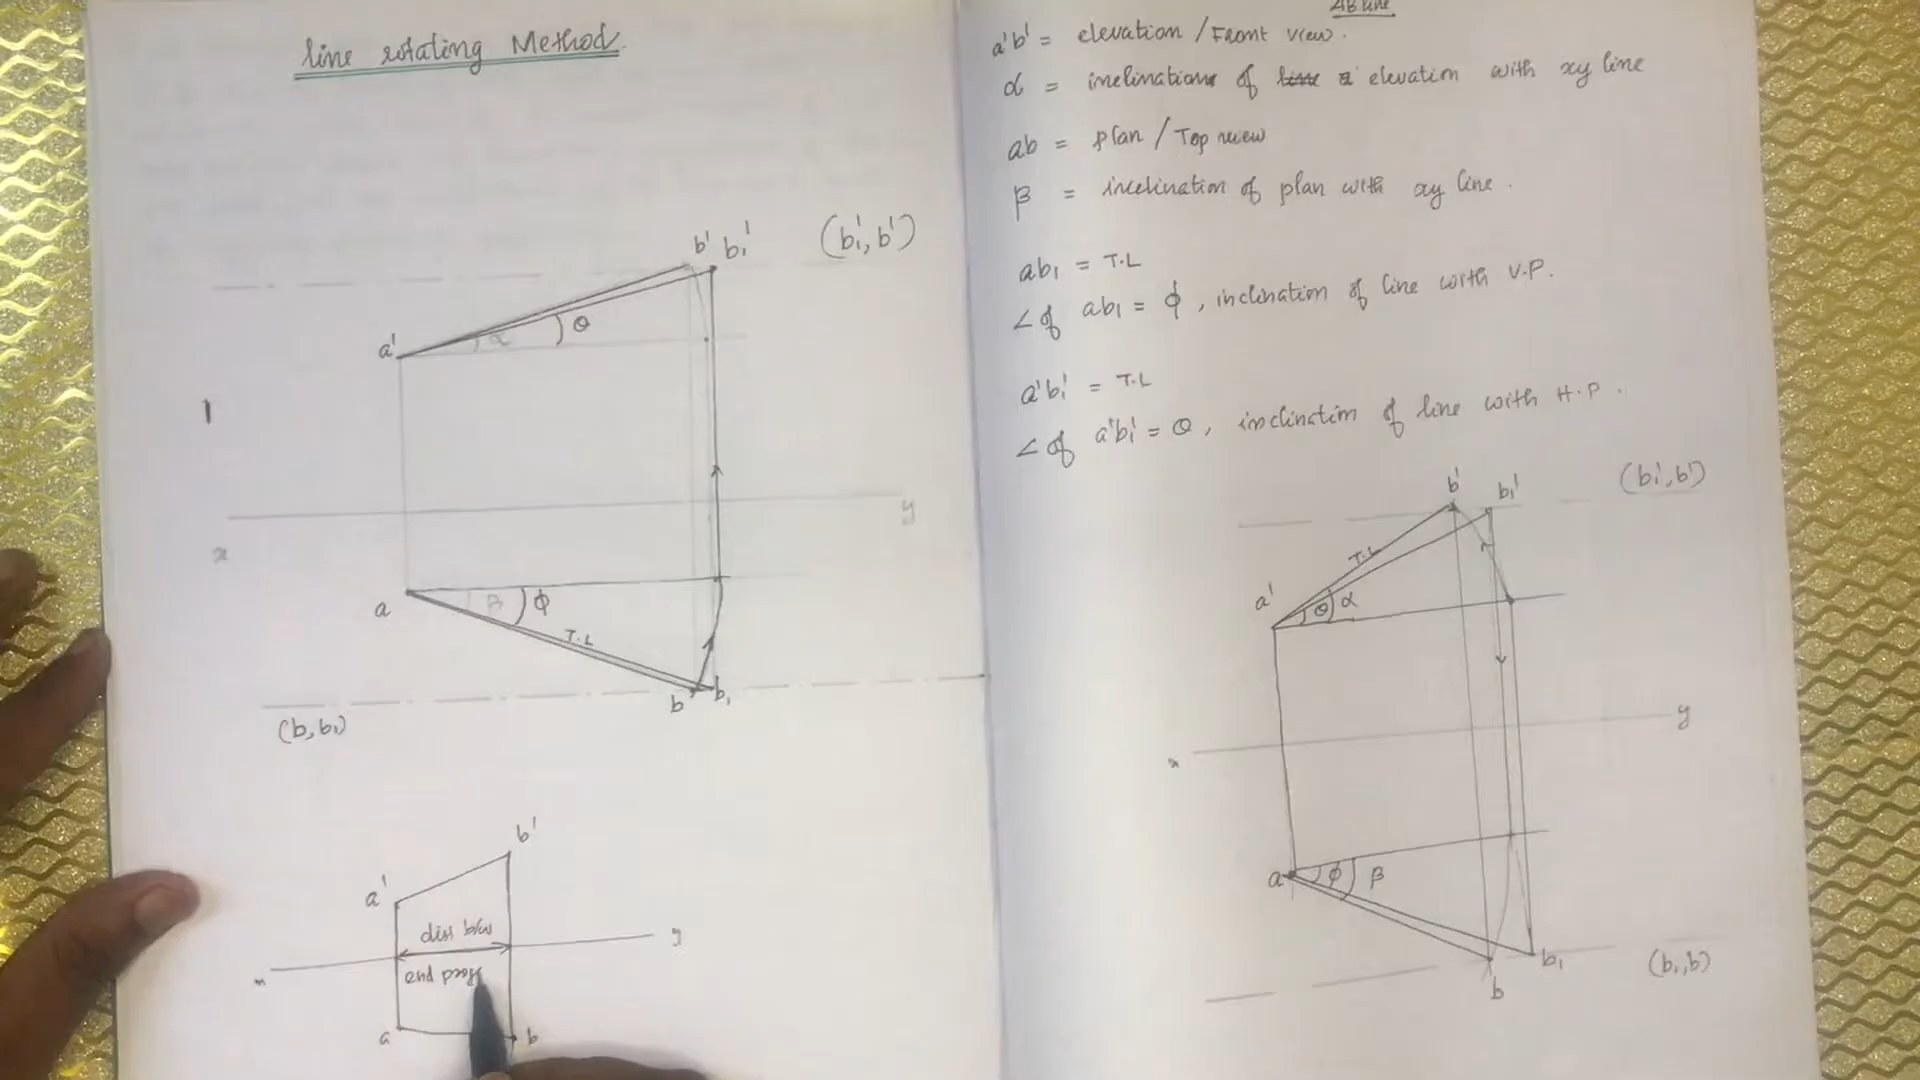 line rotating Method.
b' b₁' (b₁', b')
a' α θ
1
x y
a β φ
T.L
b b₁
(b, b₁)
b'
a'
dist b/w
x y
end proj
a b
AB line
a'b' = elevation / Front view.
α = inclinations of line a' elevation with xy line
ab = plan / Top view
β = inclination of plan with xy line.
ab₁ = T.L
∠ of ab₁ = φ, inclination of line with V.P.
a'b₁' = T.L
∠ of a'b₁' = θ, inclination of line with H.P.
b' b₁' (b₁', b')
T.L
a' θ α
x y
a φ β
b₁ (b₁, b)
b